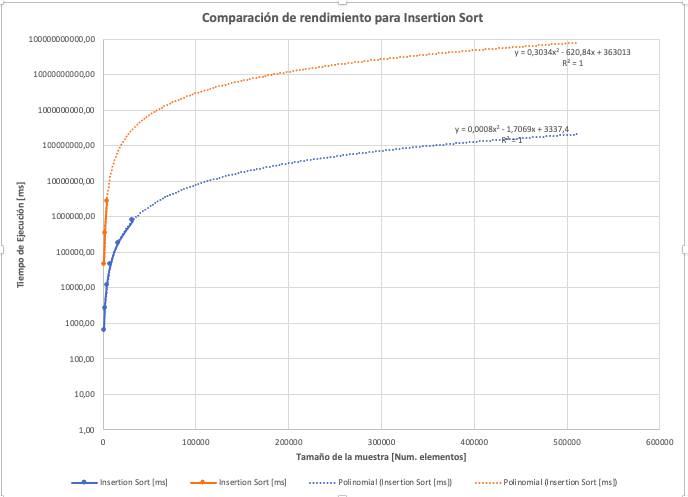 Comparación de rendimiento para Insertion Sort
100000000000,00
10000000000,00
1000000000,00
100000000,00
10000000,00
1000000,00
100000,00
10000,00
1000,00
100,00
10,00
1,00
Tiempo de Ejecución [ms]
y = 0,3034x² - 620,84x + 363013
R² = 1
y = 0,0008x² - 1,7069x + 3337,4
R² = 1
0 100000 200000 300000 400000 500000 600000
Tamaño de la muestra [Num. elementos]
Insertion Sort [ms] Insertion Sort [ms] Polinomial (Insertion Sort [ms]) Polinomial (Insertion Sort [ms])